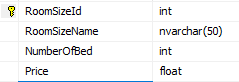 RoomSizeId int
RoomSizeName nvarchar(50)
NumberOfBed int
Price float